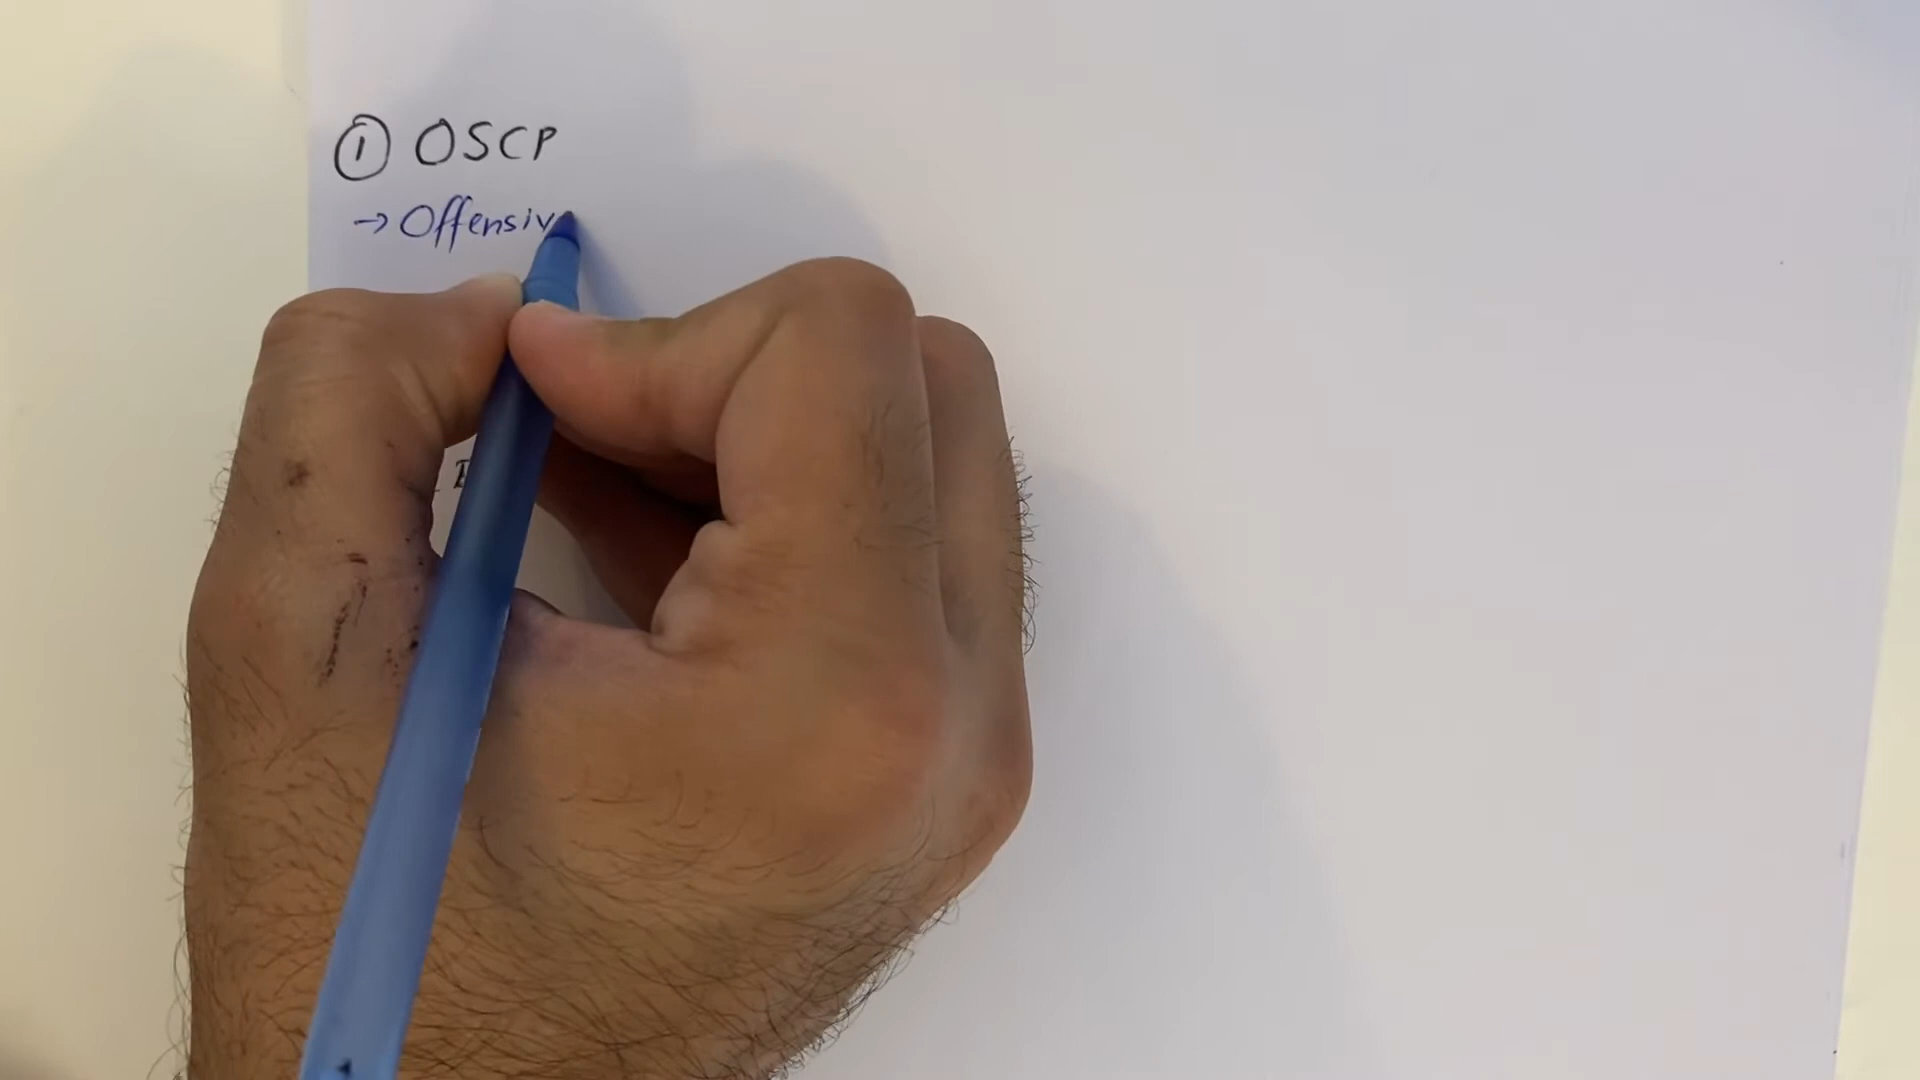 ① OSCP
→ Offensiv